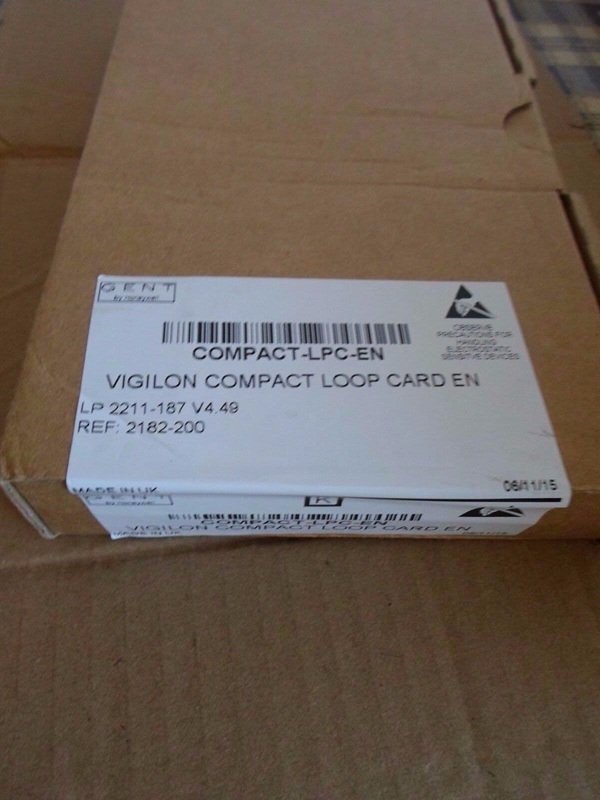 GENT
by Honeywell
OBSERVE
PRECAUTIONS FOR
HANDLING
ELECTROSTATIC
SENSITIVE DEVICES
COMPACT-LPC-EN
VIGILON COMPACT LOOP CARD EN
LP 2211-187 V4.49
REF: 2182-200
MADE IN UK
06/11/15
GENT
K
COMPACT-LPC-EN
VIGILON COMPACT LOOP CARD EN
MADE IN UK